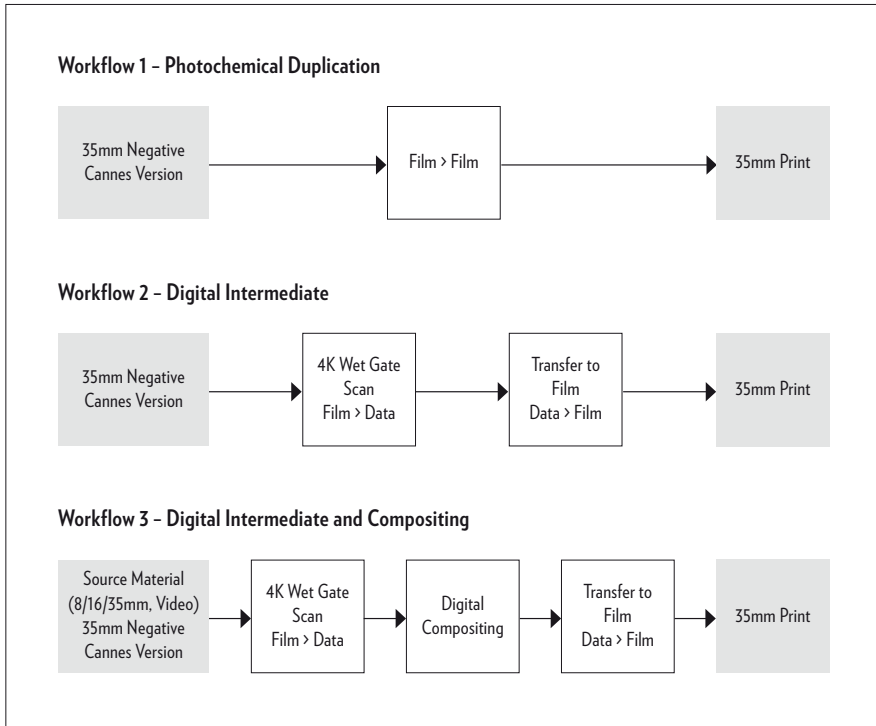 Workflow 1 – Photochemical Duplication
35mm Negative
Cannes Version
Film > Film
35mm Print
Workflow 2 – Digital Intermediate
35mm Negative
Cannes Version
4K Wet Gate
Scan
Film > Data
Transfer to
Film
Data > Film
35mm Print
Workflow 3 – Digital Intermediate and Compositing
Source Material
(8/16/35mm, Video)
35mm Negative
Cannes Version
4K Wet Gate
Scan
Film > Data
Digital
Compositing
Transfer to
Film
Data > Film
35mm Print